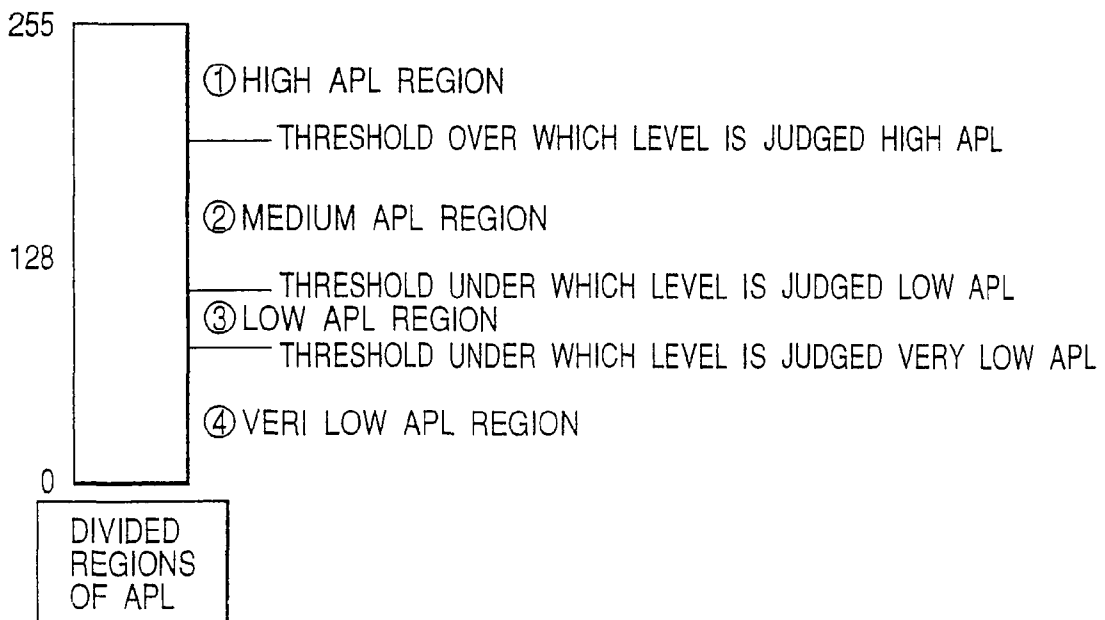 255
①HIGH APL REGION
THRESHOLD OVER WHICH LEVEL IS JUDGED HIGH APL
②MEDIUM APL REGION
128
THRESHOLD UNDER WHICH LEVEL IS JUDGED LOW APL
③LOW APL REGION
THRESHOLD UNDER WHICH LEVEL IS JUDGED VERY LOW APL
④VERI LOW APL REGION
0
DIVIDED
REGIONS
OF APL